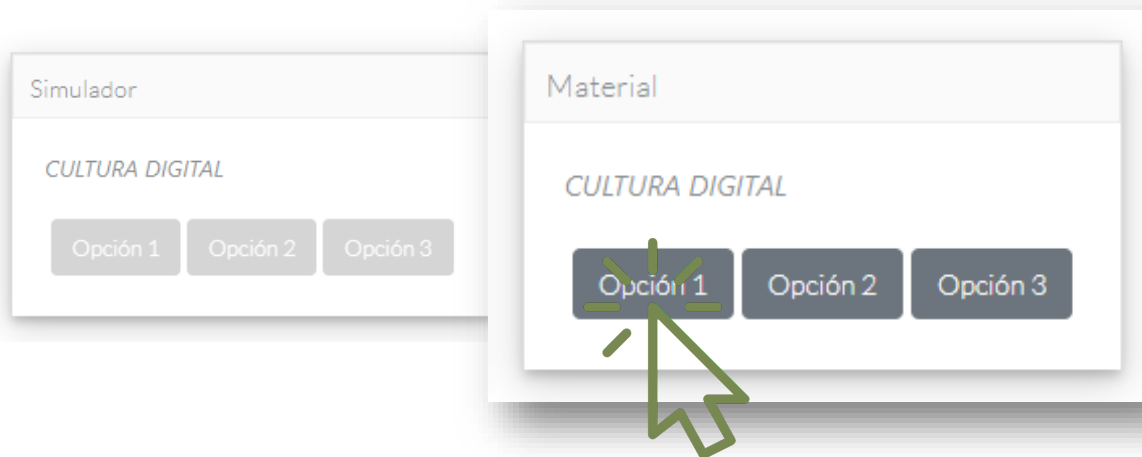 Simulador
CULTURA DIGITAL
Opción 1 Opción 2 Opción 3
Material
CULTURA DIGITAL
Opción 1 Opción 2 Opción 3